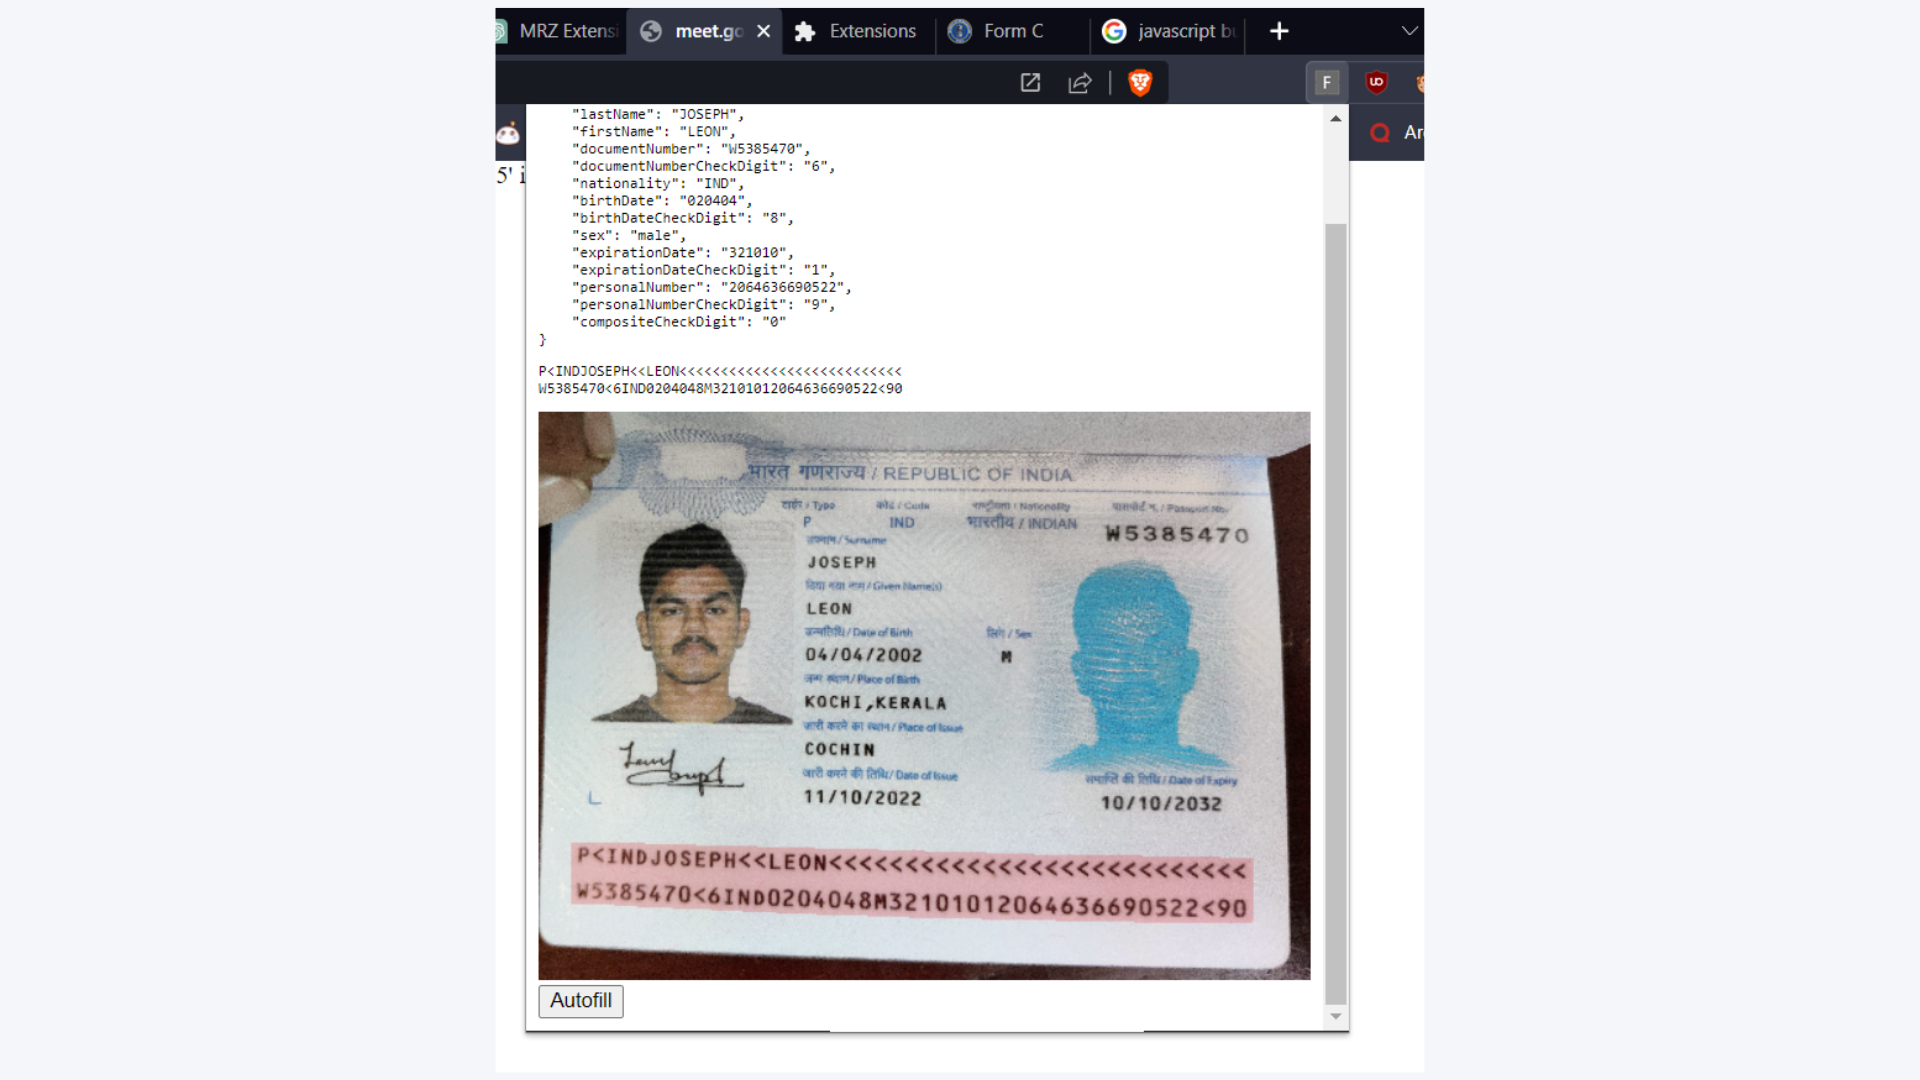 MRZ Extensi
meet.go
Extensions
Form C
javascript bu
F
5' i
Ar
"lastName": "JOSEPH",
"firstName": "LEON",
"documentNumber": "W5385470",
"documentNumberCheckDigit": "6",
"nationality": "IND",
"birthDate": "020404",
"birthDateCheckDigit": "8",
"sex": "male",
"expirationDate": "321010",
"expirationDateCheckDigit": "1",
"personalNumber": "2064636690522",
"personalNumberCheckDigit": "9",
"compositeCheckDigit": "0"
}
P<INDJOSEPH<<LEON<<<<<<<<<<<<<<<<<<<<<<<<<<<
W5385470<6IND0204048M32101012064636690522<90
भारत गणराज्य / REPUBLIC OF INDIA
टाईप / Type कोड / Code राष्ट्रीयता / Nationality पासपोर्ट न. / Passport No.
P IND भारतीय / INDIAN W5385470
उपनाम / Surname
JOSEPH
दिया गया नाम / Given Name(s)
LEON
जन्मतिथि / Date of Birth लिंग / Sex
04/04/2002 M
जन्म स्थान / Place of Birth
KOCHI,KERALA
जारी करने का स्थान / Place of Issue
COCHIN
जारी करने की तिथि / Date of Issue समाप्ति की तिथि / Date of Expiry
11/10/2022 10/10/2032
P<INDJOSEPH<<LEON<<<<<<<<<<<<<<<<<<<<<<<<<<<
W5385470<6IND0204048M32101012064636690522<90
Autofill